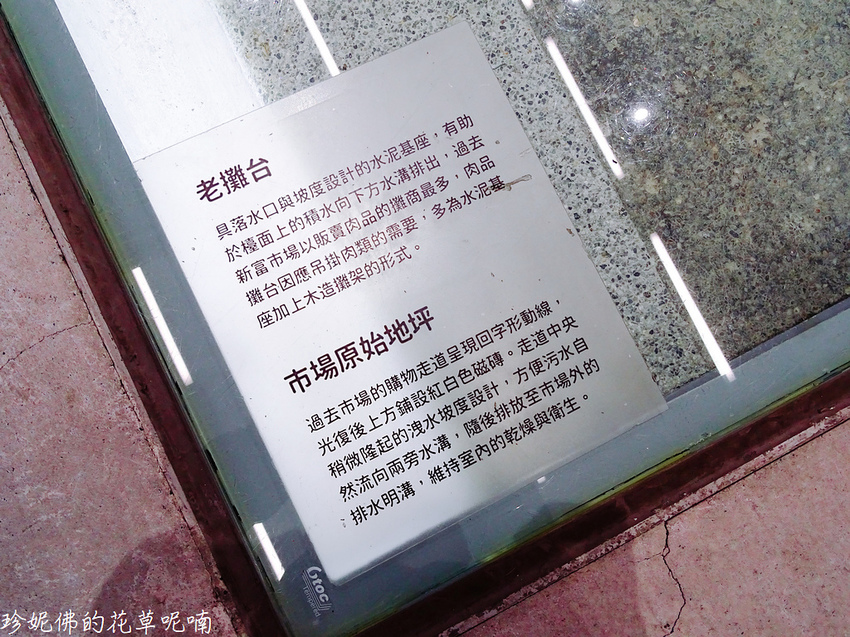 老攤台
具落水口與坡度設計的水泥基座，有助
於檯面上的積水向下方水溝排出，過去
新富市場以販賣肉品的攤商最多，肉品
攤台因應吊掛肉類的需要，多為水泥基
座加上木造攤架的形式。
市場原始地坪
過去市場的購物走道呈現回字形動線，
光復後上方鋪設紅白色磁磚。走道中央
稍微隆起的洩水坡度設計，方便污水自
然流向兩旁水溝，隨後排放至市場外的
排水明溝，維持室內的乾燥與衛生。
珍妮佛的花草呢喃